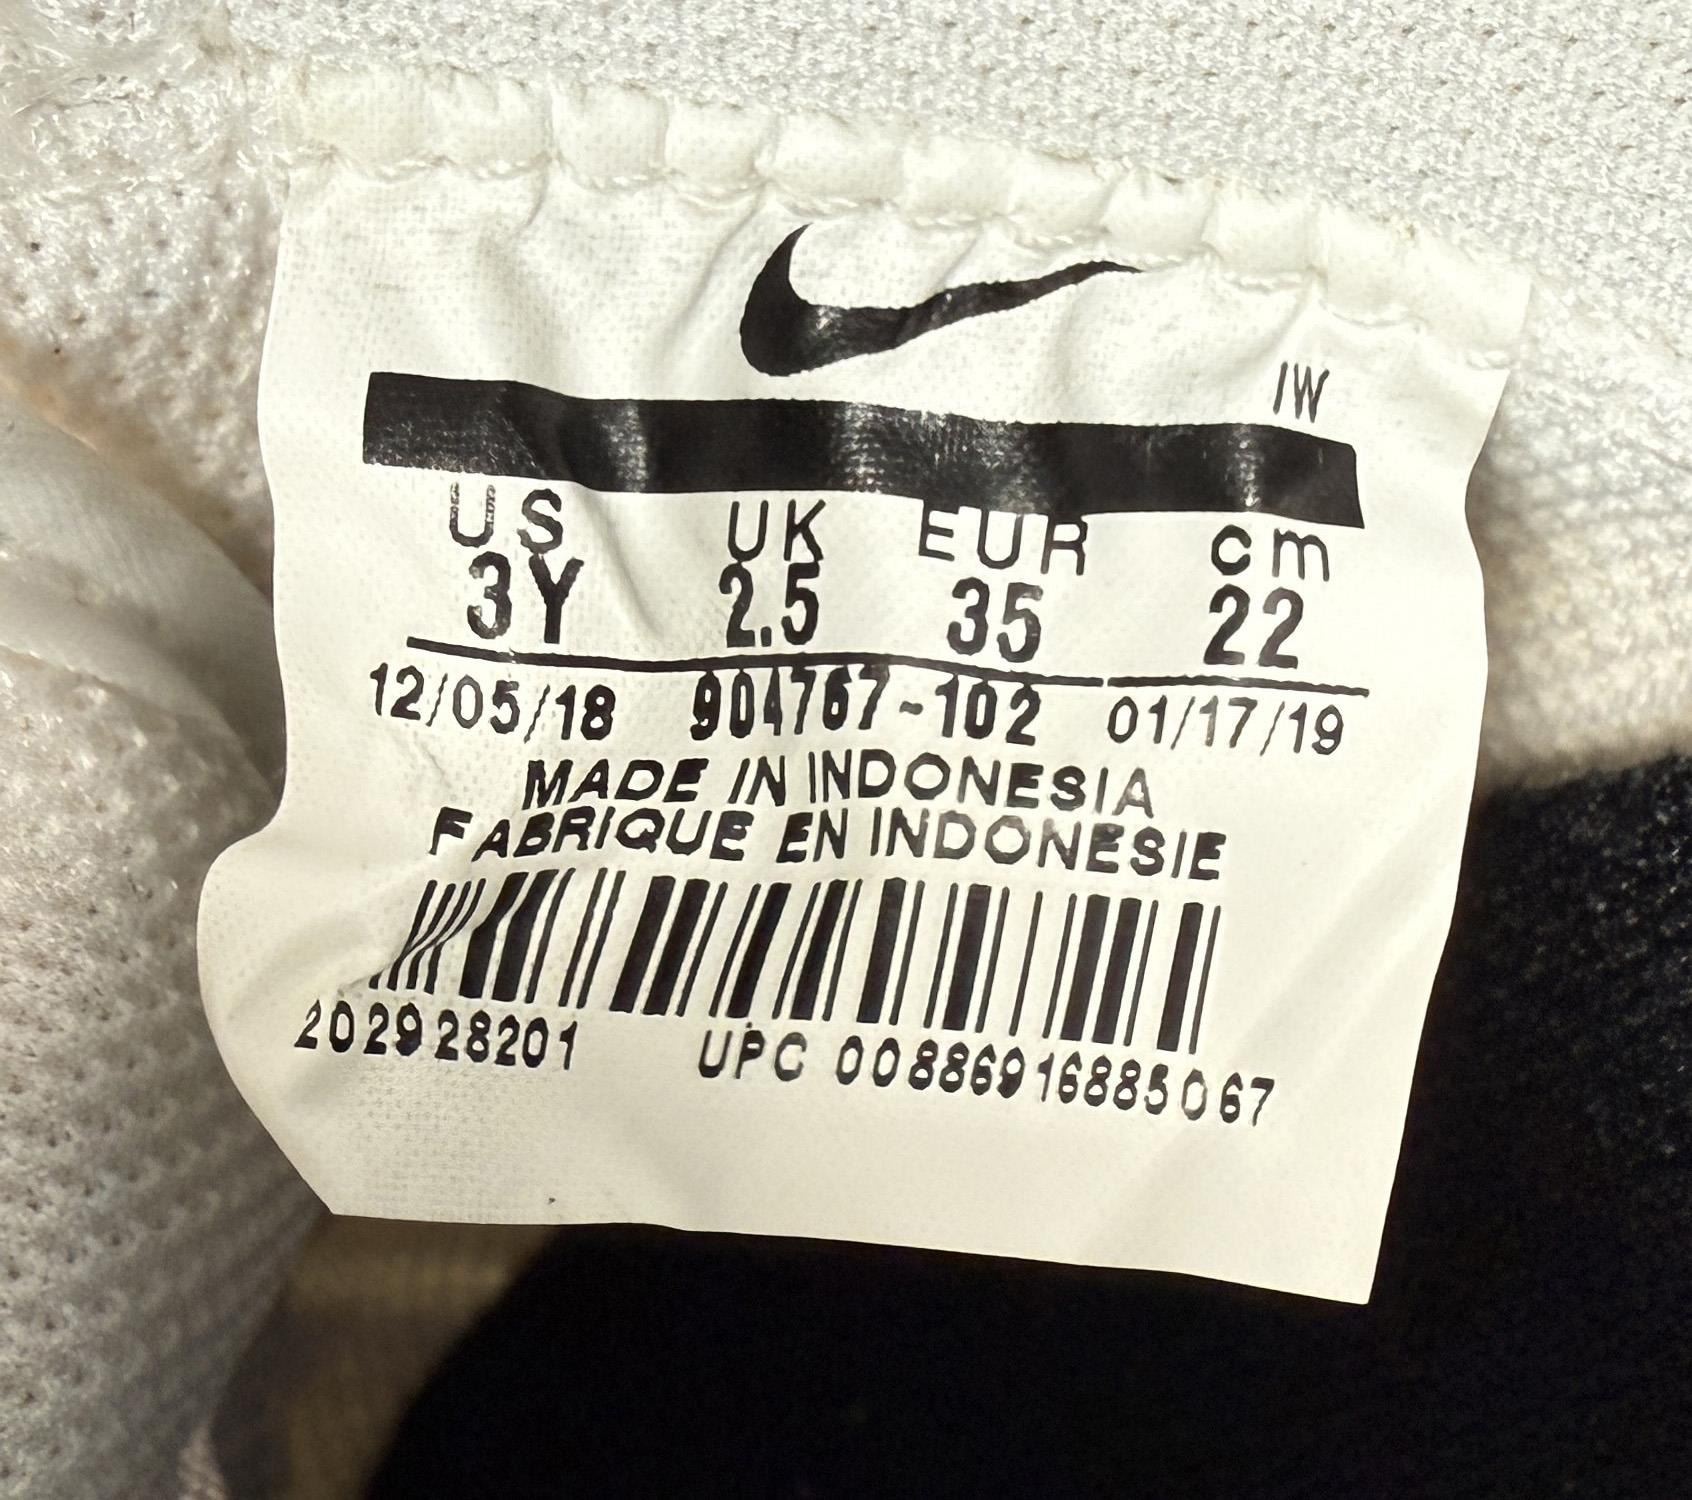 IW
US UK EUR cm
3Y 2.5 35 22
12/05/18 904767-102 01/17/19
MADE IN INDONESIA
FABRIQUE EN INDONESIE
202928201 UPC 00886916885067